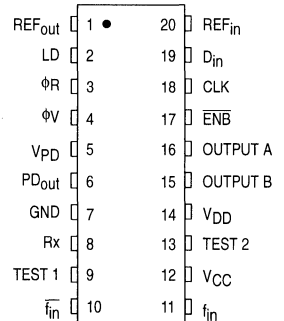 REFout 1 20 REFin
LD 2 19 Din
ϕR 3 18 CLK
ϕV 4 17 E̅N̅B̅
VPD 5 16 OUTPUT A
PDout 6 15 OUTPUT B
GND 7 14 VDD
Rx 8 13 TEST 2
TEST 1 9 12 VCC
f̅i̅n̅ 10 11 fin